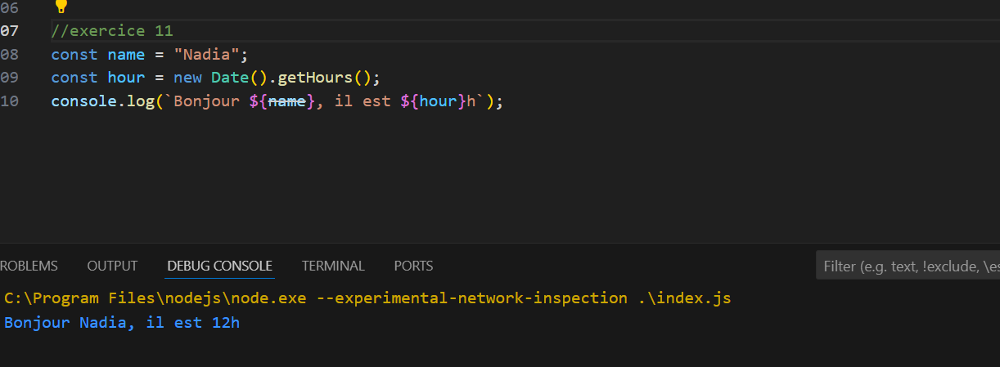 06
07 //exercice 11
08 const name = "Nadia";
09 const hour = new Date().getHours();
10 console.log(`Bonjour ${name}, il est ${hour}h`);
ROBLEMS OUTPUT DEBUG CONSOLE TERMINAL PORTS Filter (e.g. text, !exclude, \es
C:\Program Files\nodejs\node.exe --experimental-network-inspection .\index.js
Bonjour Nadia, il est 12h